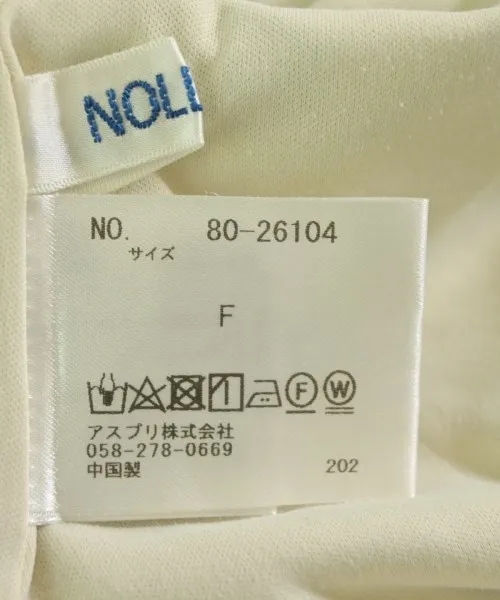 NOLL
NO. 80-26104
サイズ
F
F W
アスプリ株式会社
058-278-0669
中国製 202